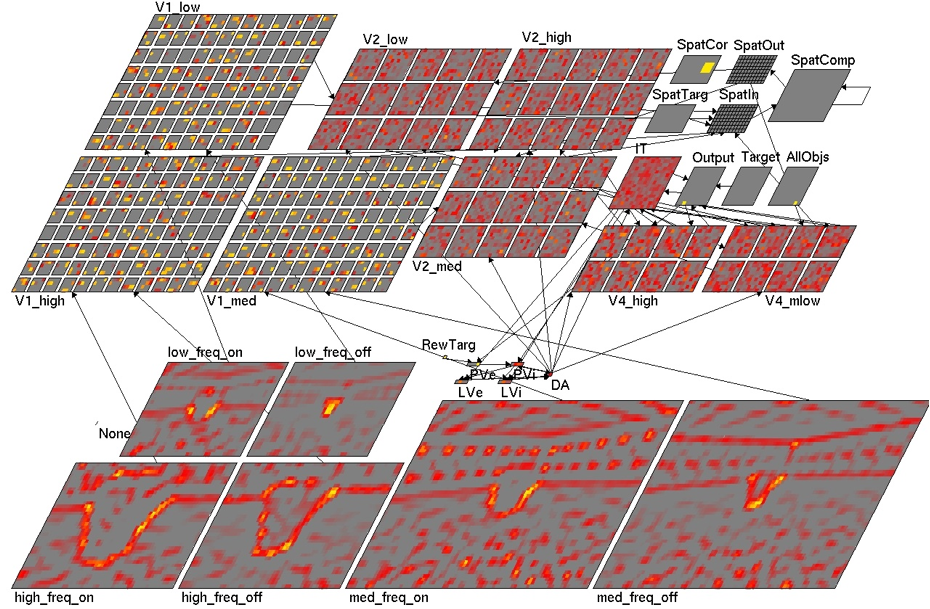 V1_low
V2_low
V2_high
SpatCor
SpatOut
SpatComp
SpatTarg
SpatIn
IT
Output
Target
AllObjs
V2_med
V1_high
V1_med
V4_high
V4_mlow
RewTarg
low_freq_on
low_freq_off
PVe
PVi
DA
LVe
LVi
None
high_freq_on
high_freq_off
med_freq_on
med_freq_off